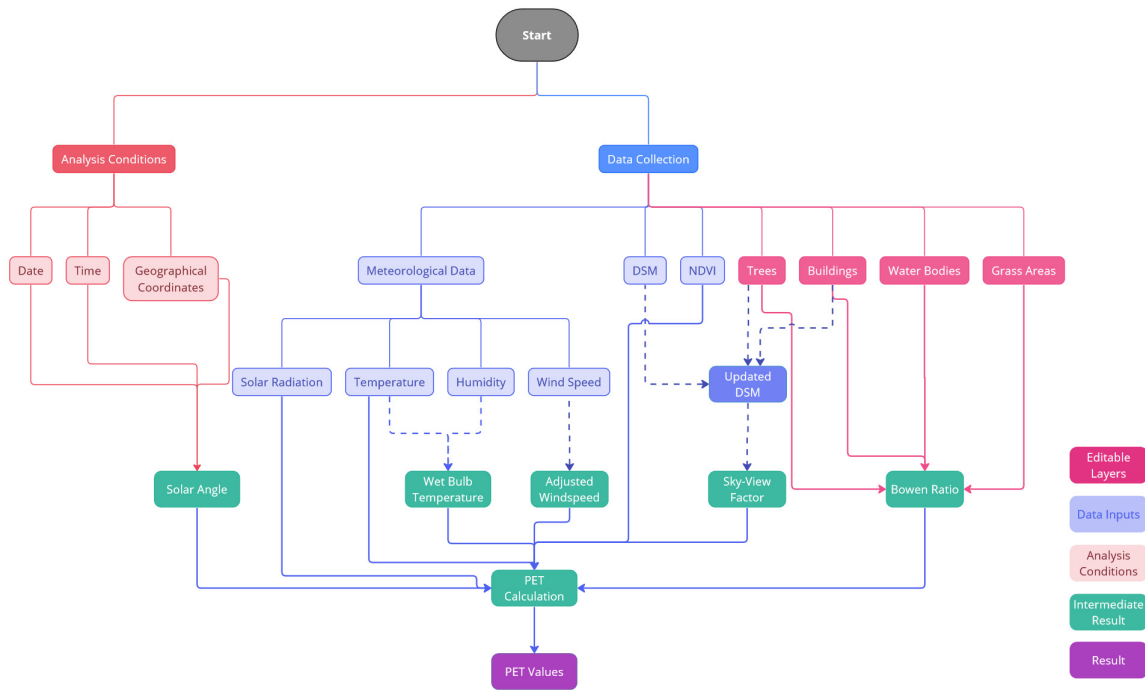 Start
Analysis Conditions
Data Collection
Date
Time
Geographical
Coordinates
Meteorological Data
DSM
NDVI
Trees
Buildings
Water Bodies
Grass Areas
Solar Radiation
Temperature
Humidity
Wind Speed
Updated
DSM
Solar Angle
Wet Bulb
Temperature
Adjusted
Windspeed
Sky-View
Factor
Bowen Ratio
PET
Calculation
PET Values
Editable
Layers
Data Inputs
Analysis
Conditions
Intermediate
Result
Result